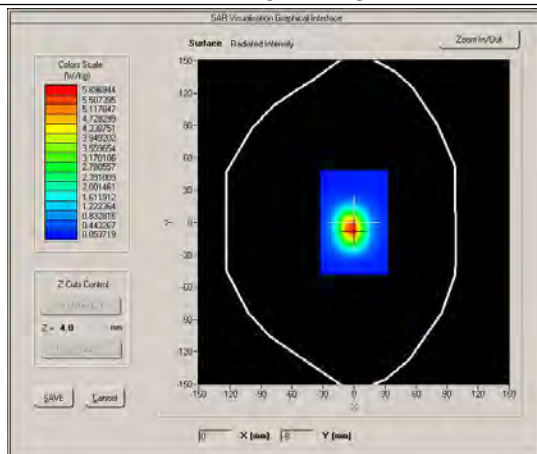 SAR Visualisation Graphical Interface
Surface Radiated Intensity
Zoom In/Out
Colors Scale
(W/kg)
5.896944
5.507395
5.117847
4.728299
4.338751
3.949202
3.559654
3.170106
2.780557
2.391009
2.001461
1.611912
1.222364
0.832816
0.443267
0.053719
150
120
90
60
30
0
-30
-60
-90
-120
-150
Y
-150 -120 -90 -60 -30 0 30 60 90 120 150
X
Z Cuts Control
Z = 4.0 mm
SAVE
Cancel
0 X (mm) -8 Y (mm)